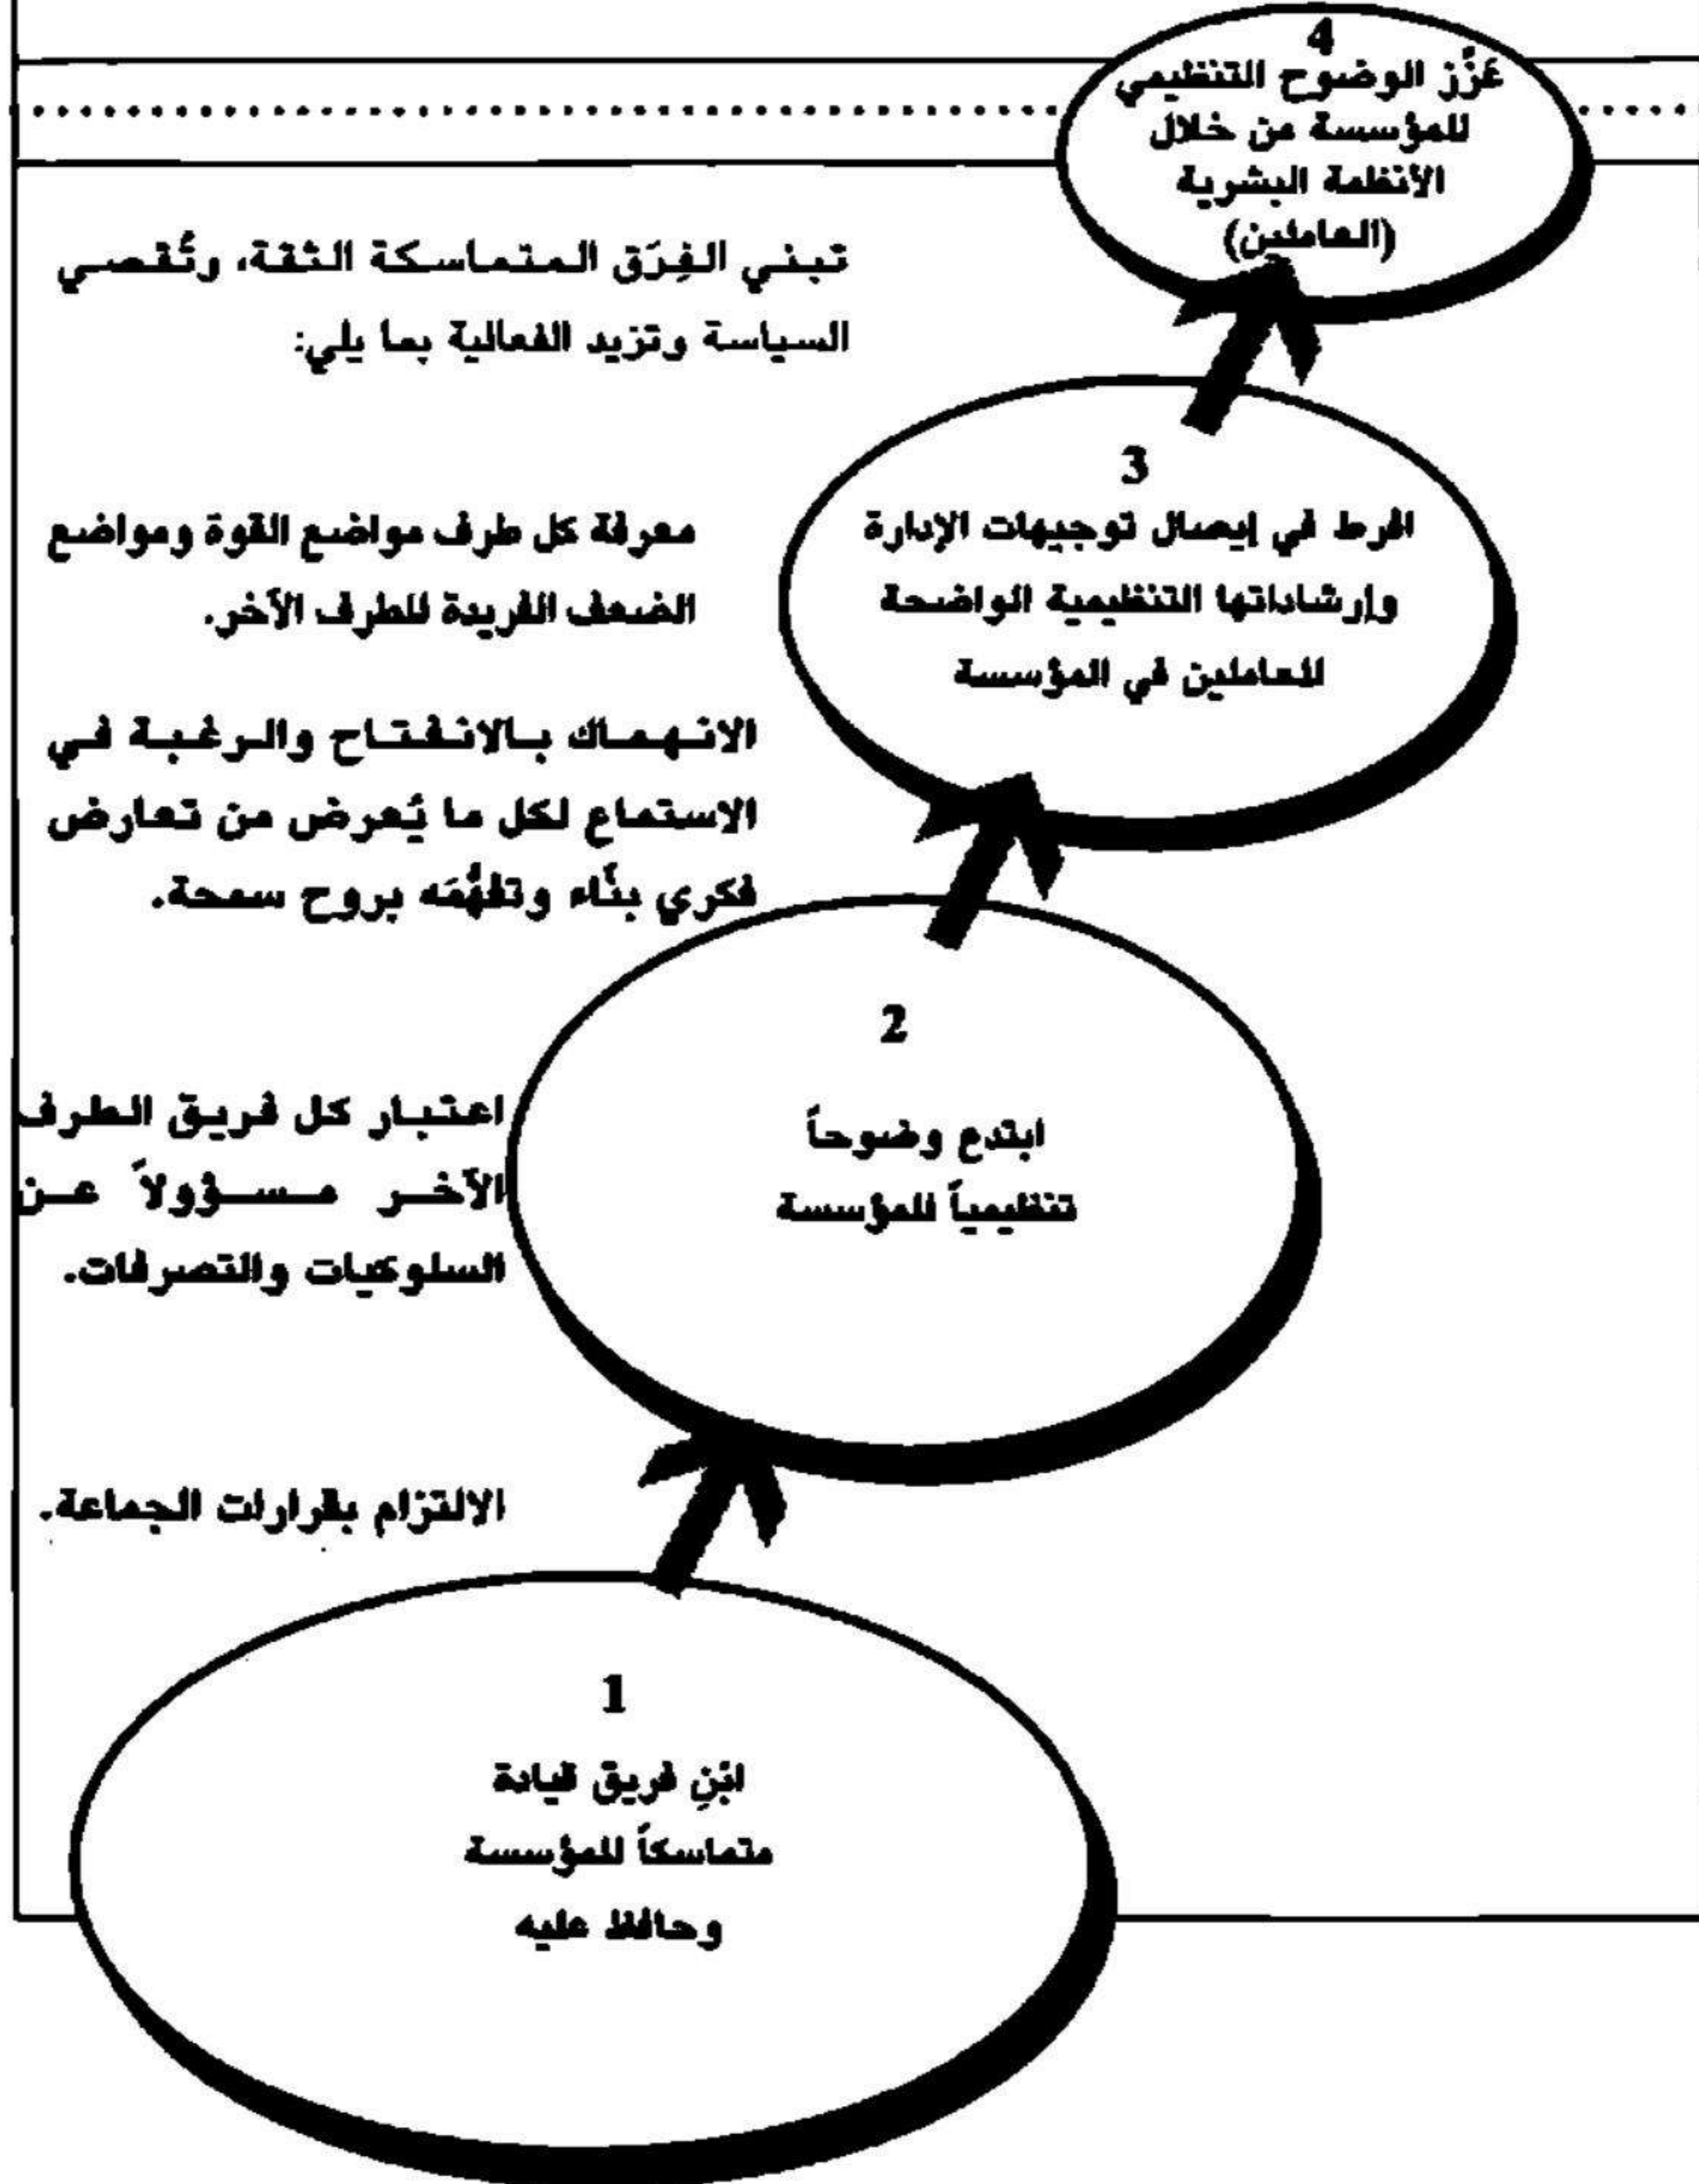 4
عَزِّز الوضوح التنظيمي
للمؤسسة من خلال
الأنظمة البشرية
(العاملين)
تبني الفِرَق المتماسكة الثقة، وتُقصي
السياسة وتزيد الفعالية بما يلي:
3
افرط في إيصال توجيهات الإدارة
وإرشاداتها التنظيمية الواضحة
للعاملين في المؤسسة
معرفة كل طرف مواضع القوة ومواضع
الضعف الفريدة للطرف الآخر.
الانهماك بالانفتاح والرغبة في
الاستماع لكل ما يُعرض من تعارض
فكري بنّاء وتفهُّمَه بروح سمحة.
2
ابتدع وضوحاً
تنظيمياً للمؤسسة
اعتبار كل فريق الطرف
الآخر مسؤولاً عن
السلوكيات والتصرفات.
الالتزام بقرارات الجماعة.
1
ابْنِ فريق قيادة
متماسكاً للمؤسسة
وحافظ عليه